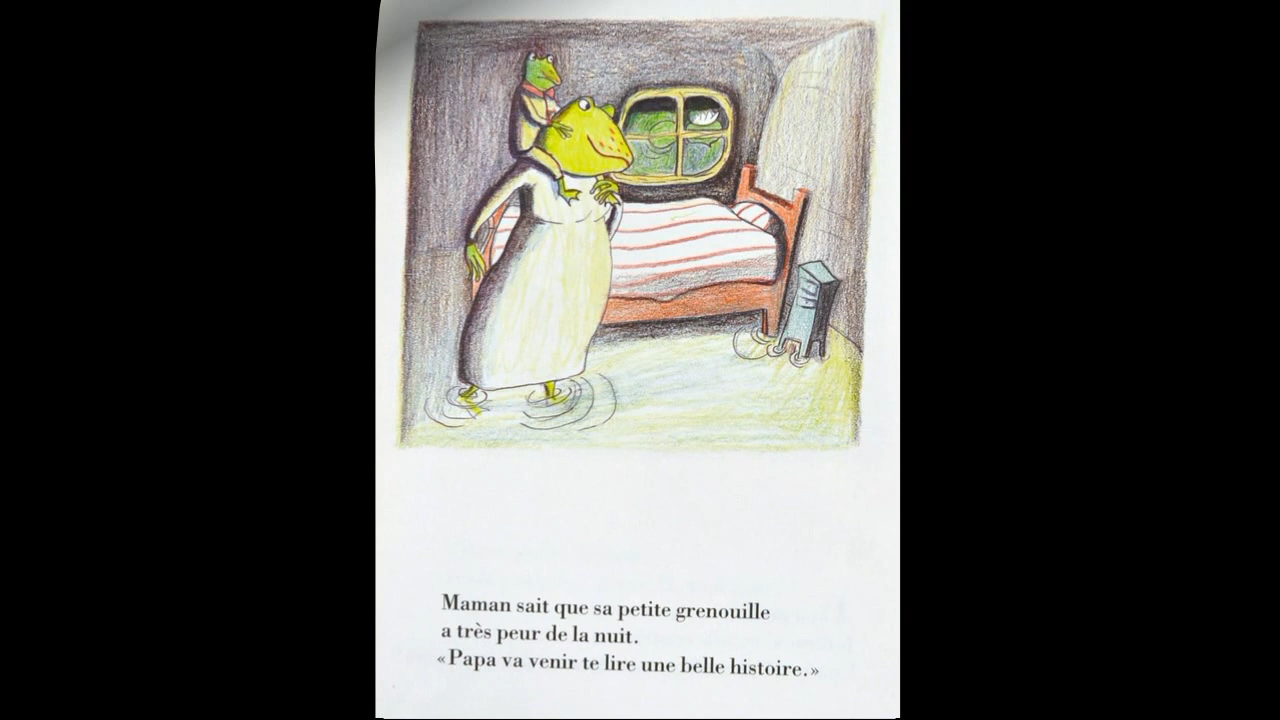 Maman sait que sa petite grenouille
a très peur de la nuit.
«Papa va venir te lire une belle histoire.»